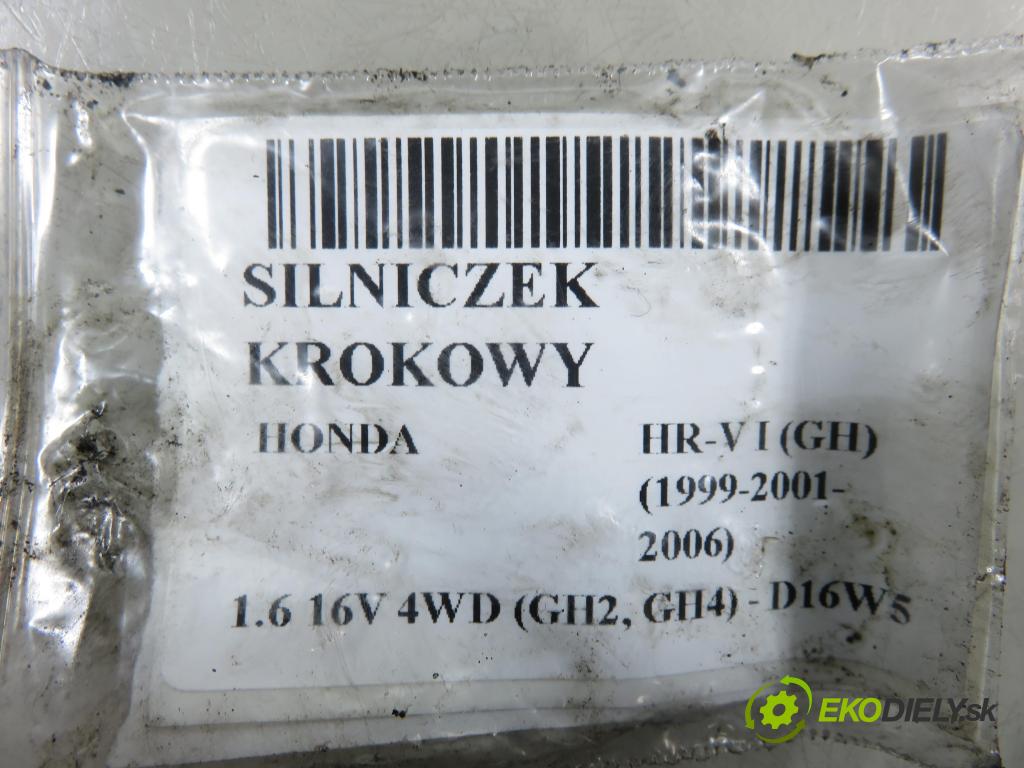 SILNICZEK
KROKOWY
HONDA HR-V I (GH)
(1999-2001-
2006)
1.6 16V 4WD (GH2, GH4) - D16W5
EKODIELY.sk